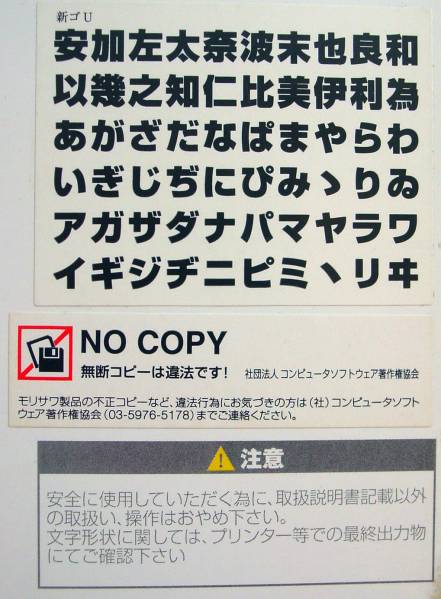 新ゴU
安加左太奈波末也良和
以幾之知仁比美伊利為
あがざだなぱまやらわ
いぎじぢにぴみゝりゐ
アガザダナパマヤラワ
イギジヂニピミヽリヰ
NO COPY
無断コピーは違法です! 社団法人 コンピュータソフトウェア著作権協会
モリサワ製品の不正コピーなど、違法行為にお気づきの方は(社)コンピュータソフト
ウェア著作権協会(03-5976-5178)までご連絡ください。
注意
安全に使用していただく為に、取扱説明書記載以外
の取扱い、操作はおやめ下さい。
文字形状に関しては、プリンター等での最終出力物
にてご確認下さい